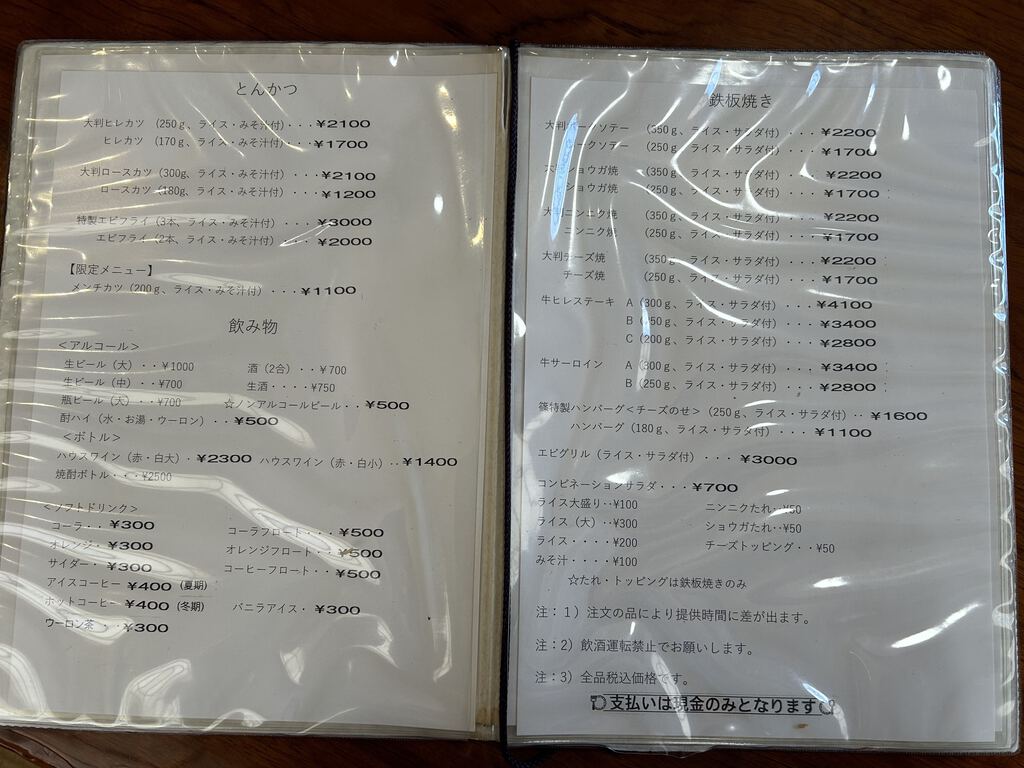 とんかつ
大判ヒレカツ (250g、ライス・みそ汁付)・・・¥2100
ヒレカツ (170g、ライス・みそ汁付)・・・¥1700
大判ロースカツ (300g、ライス・みそ汁付)・・・¥2100
ロースカツ (180g、ライス・みそ汁付)・・・¥1200
特製エビフライ (3本、ライス・みそ汁付)・・・¥3000
エビフライ (2本、ライス・みそ汁付)・・・¥2000
【限定メニュー】
メンチカツ (200g、ライス・みそ汁付)・・・¥1100
飲み物
＜アルコール＞
生ビール (大)・・¥1000 酒 (2合)・・・¥700
生ビール (中)・・¥700 生酒・・・・¥750
瓶ビール (大)・・¥700 ☆ノンアルコールビール・・¥500
酎ハイ (水・お湯・ウーロン)・・¥500
＜ボトル＞
ハウスワイン (赤・白大)・¥2300 ハウスワイン (赤・白小)・・¥1400
焼酎ボトル・・・¥2500
＜ソフトドリンク＞
コーラ・・¥300 コーラフロート・・¥500
オレンジ・¥300 オレンジフロート・・・¥500
サイダー・¥300 コーヒーフロート・・¥500
アイスコーヒー ¥400 (夏期)
ホットコーヒー ¥400 (冬期) バニラアイス・¥300
ウーロン茶・・¥300
鉄板焼き
大判 ークソテー (350g、ライス・サラダ付)・・・¥2200
ークソテー (250g、ライス・サラダ付)・・・¥1700
ショウガ焼 (350g、ライス・サラダ付)・・・¥2200
ショウガ焼 (250g、ライス・サラダ付)・・・¥1700
大判ニンニク焼 (350g、ライス・サラダ付)・・・¥2200
ニンニク焼 (250g、ライス・サラダ付)・・・¥1700
大判チーズ焼 (350g、ライス・サラダ付)・・・¥2200
チーズ焼 (250g、ライス・サラダ付)・・・¥1700
牛ヒレステーキ A (300g、ライス・サラダ付)・・・¥4100
B (250g、ライス・サラダ付)・・・¥3400
C (200g、ライス・サラダ付)・・・¥2800
牛サーロイン A (300g、ライス・サラダ付)・・・¥3400
B (250g、ライス・サラダ付)・・・¥2800
篠特製ハンバーグ＜チーズのせ＞ (250g、ライス・サラダ付)・・¥1600
ハンバーグ (180g、ライス・サラダ付)・・・¥1100
エビグリル (ライス・サラダ付)・・・¥3000
コンビネーションサラダ・・・¥700
ライス大盛り・・¥100 ニンニクたれ・・¥50
ライス (大)・・¥300 ショウガたれ・・¥50
ライス・・・・¥200 チーズトッピング・・¥50
みそ汁・・・・¥100
☆たれ・トッピングは鉄板焼きのみ
注：1）注文の品により提供時間に差が出ます。
注：2）飲酒運転禁止でお願いします。
注：3）全品税込価格です。
支払いは現金のみとなります